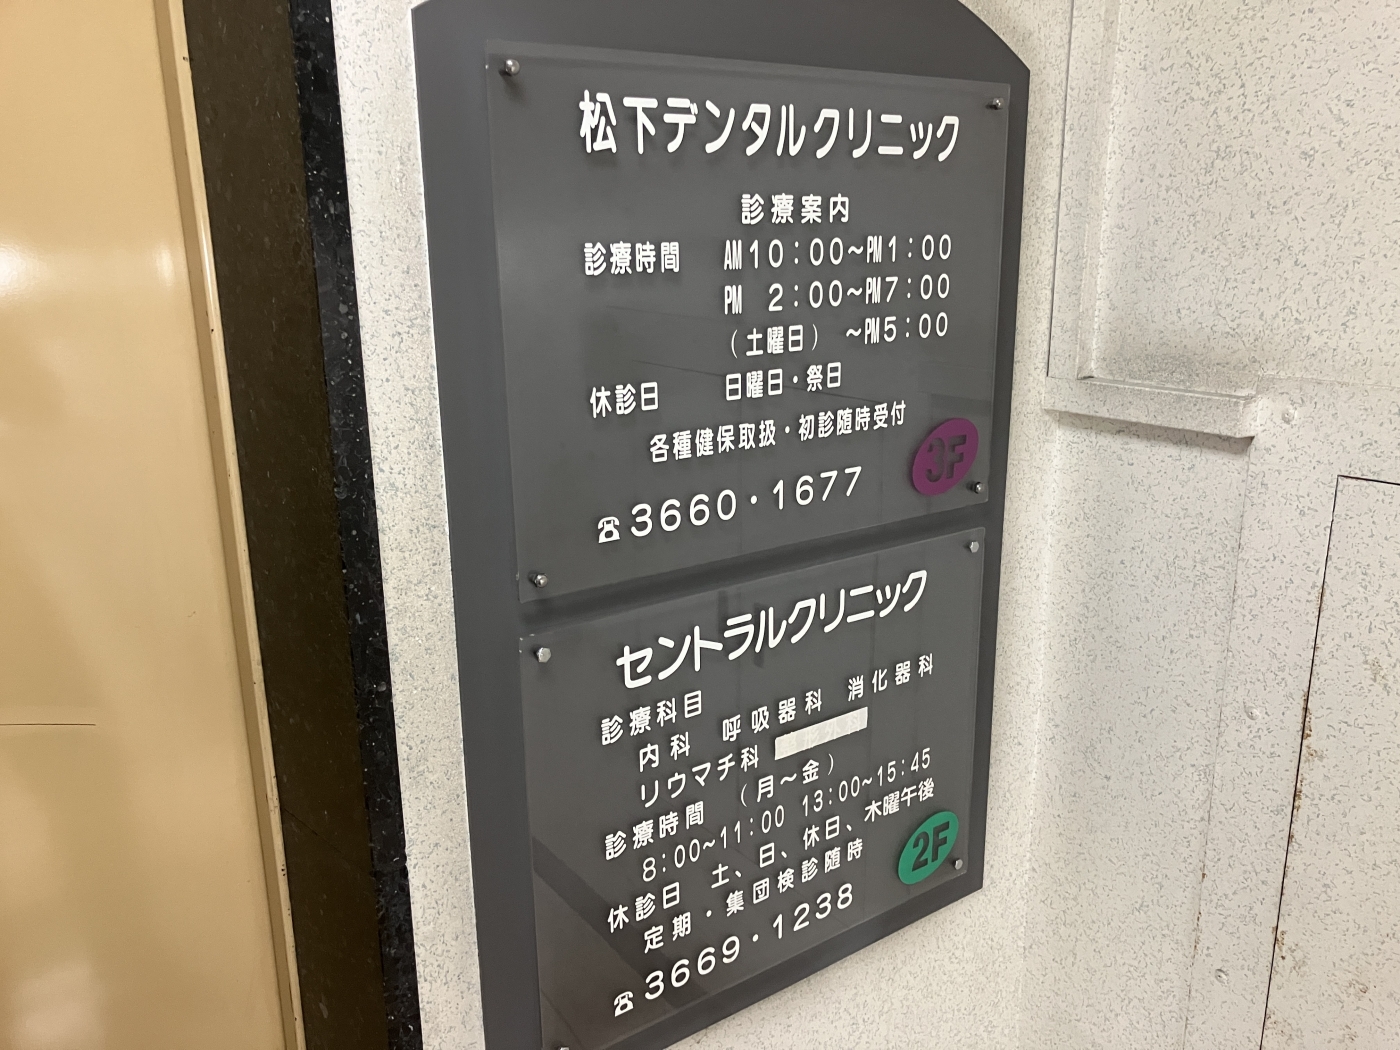 松下デンタルクリニック
診療案内
診療時間 AM10：00〜PM1：00
PM 2：00〜PM7：00
（土曜日） 〜PM5：00
休診日 日曜日・祭日
各種健保取扱・初診随時受付
3F
☎3660・1677
セントラルクリニック
診療科目
内科 呼吸器科 消化器科
リウマチ科
診療時間 （月〜金）
8:00〜11:00 13:00〜15:45
休診日 土、日、休日、木曜午後
定期・集団検診随時
2F
☎3669・1238